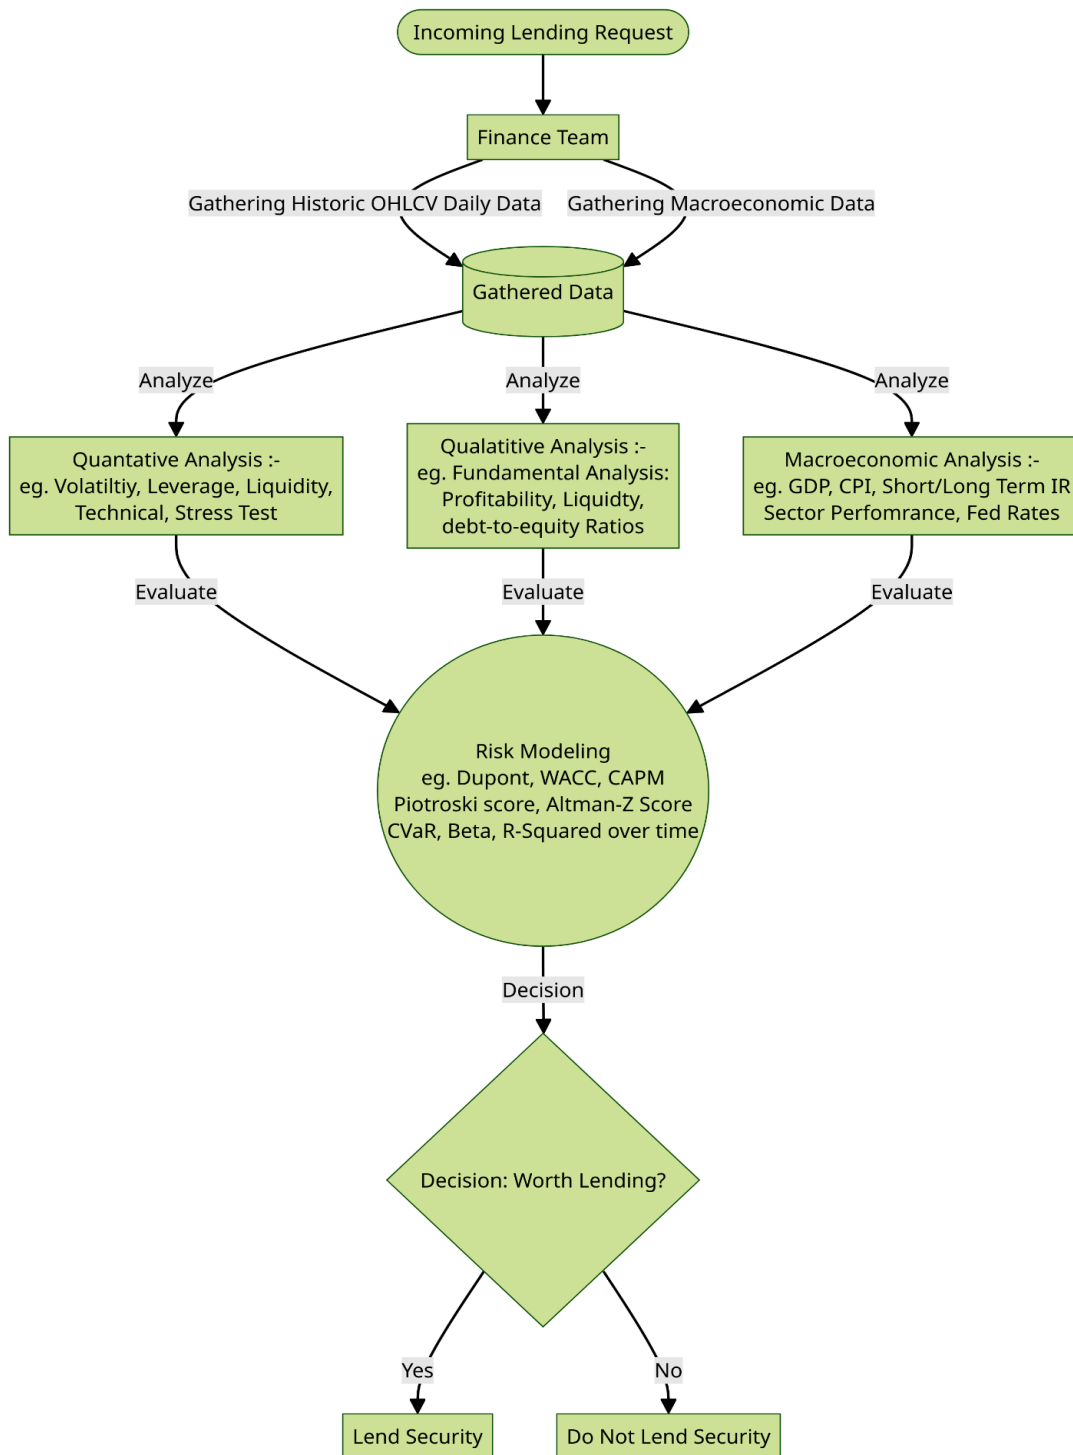 Incoming Lending Request
Finance Team
Gathering Historic OHLCV Daily Data
Gathering Macroeconomic Data
Gathered Data
Analyze
Analyze
Analyze
Quantative Analysis :-
eg. Volatiltiy, Leverage, Liquidity,
Technical, Stress Test
Qualatitive Analysis :-
eg. Fundamental Analysis:
Profitability, Liquidty,
debt-to-equity Ratios
Macroeconomic Analysis :-
eg. GDP, CPI, Short/Long Term IR
Sector Perfomrance, Fed Rates
Evaluate
Evaluate
Evaluate
Risk Modeling
eg. Dupont, WACC, CAPM
Piotroski score, Altman-Z Score
CVaR, Beta, R-Squared over time
Decision
Decision: Worth Lending?
Yes
No
Lend Security
Do Not Lend Security